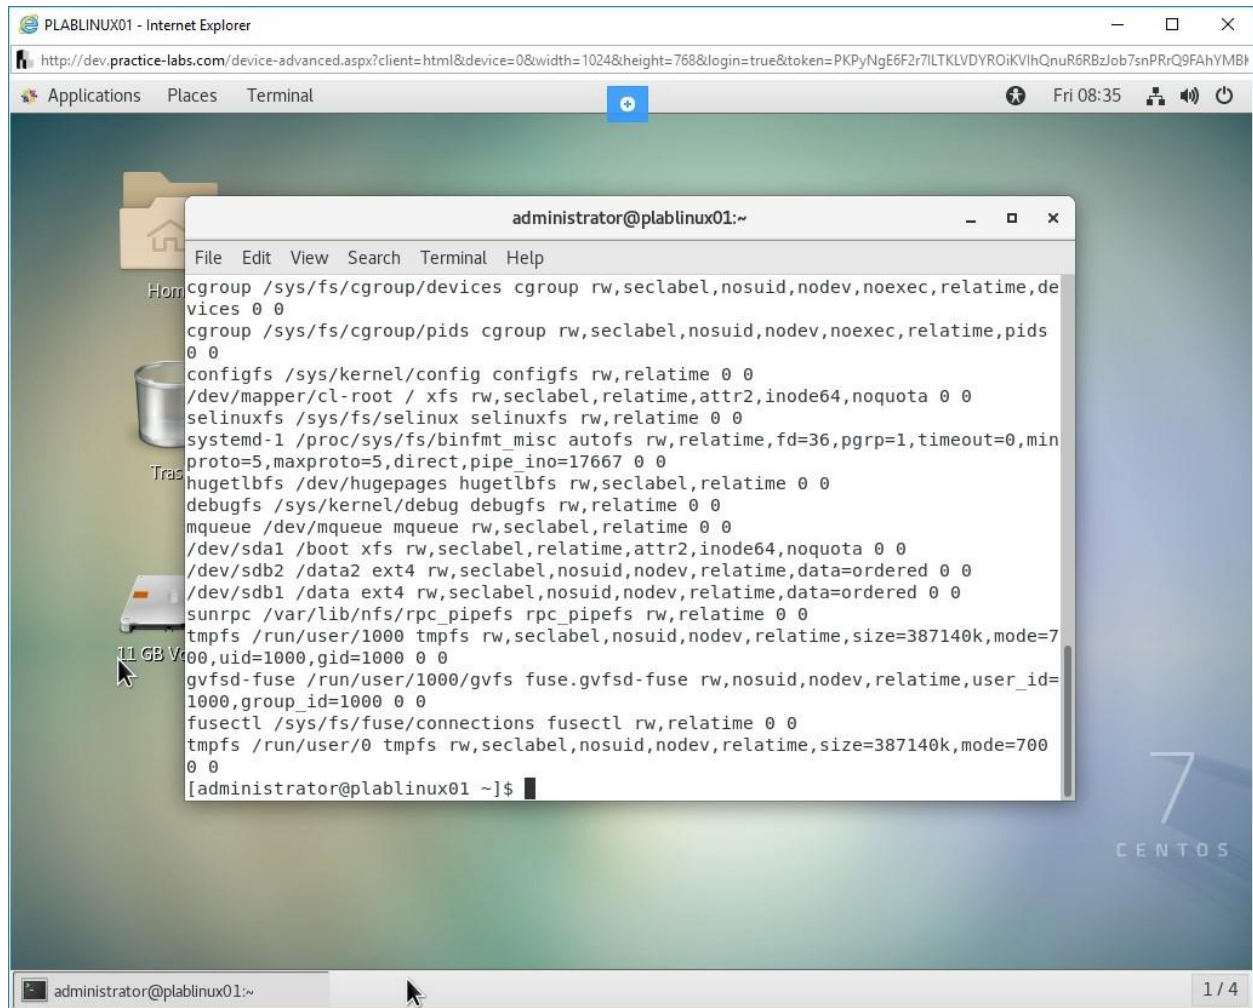 PLABLINUX01 - Internet Explorer
http://dev.practice-labs.com/device-advanced.aspx?client=html&device=0&width=1024&height=768&login=true&token=
Applications Places Terminal Fri 08:35
administrator@plablinux01:~
File Edit View Search Terminal Help
cgroup /sys/fs/cgroup/devices cgroup rw,seclabel,nosuid,nodev,noexec,relatime,de
vices 0 0
cgroup /sys/fs/cgroup/pids cgroup rw,seclabel,nosuid,nodev,noexec,relatime,pids
0 0
configfs /sys/kernel/config configfs rw,relatime 0 0
/dev/mapper/cl-root / xfs rw,seclabel,relatime,attr2,inode64,noquota 0 0
selinuxfs /sys/fs/selinux selinuxfs rw,relatime 0 0
systemd-1 /proc/sys/fs/binfmt_misc autofs rw,relatime,fd=36,pgrp=1,timeout=0,min
proto=5,maxproto=5,direct,pipe_ino=17667 0 0
hugetlbfs /dev/hugepages hugetlbfs rw,seclabel,relatime 0 0
debugfs /sys/kernel/debug debugfs rw,relatime 0 0
mqueue /dev/mqueue mqueue rw,seclabel,relatime 0 0
/dev/sda1 /boot xfs rw,seclabel,relatime,attr2,inode64,noquota 0 0
/dev/sdb2 /data2 ext4 rw,seclabel,nosuid,nodev,relatime,data=ordered 0 0
/dev/sdb1 /data ext4 rw,seclabel,nosuid,nodev,relatime,data=ordered 0 0
sunrpc /var/lib/nfs/rpc_pipefs rpc_pipefs rw,relatime 0 0
tmpfs /run/user/1000 tmpfs rw,seclabel,nosuid,nodev,relatime,size=387140k,mode=7
00,uid=1000,gid=1000 0 0
gvfsd-fuse /run/user/1000/gvfs fuse.gvfsd-fuse rw,nosuid,nodev,relatime,user_id=
1000,group_id=1000 0 0
fusectl /sys/fs/fuse/connections fusectl rw,relatime 0 0
tmpfs /run/user/0 tmpfs rw,seclabel,nosuid,nodev,relatime,size=387140k,mode=700
0 0
[administrator@plablinux01 ~]$
Hom
Tras
11 GB Vo
7
CENTOS
administrator@plablinux01:~ 1 / 4